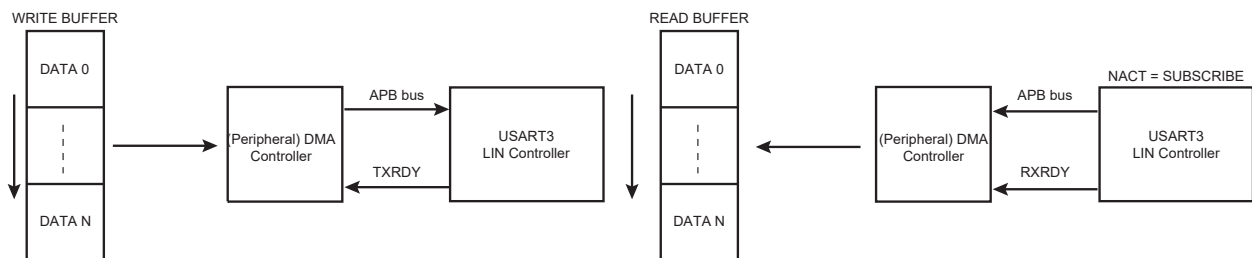 WRITE BUFFER
DATA 0
DATA N
(Peripheral) DMA
Controller
APB bus
TXRDY
USART3
LIN Controller
READ BUFFER
DATA 0
DATA N
(Peripheral) DMA
Controller
APB bus
RXRDY
NACT = SUBSCRIBE
USART3
LIN Controller